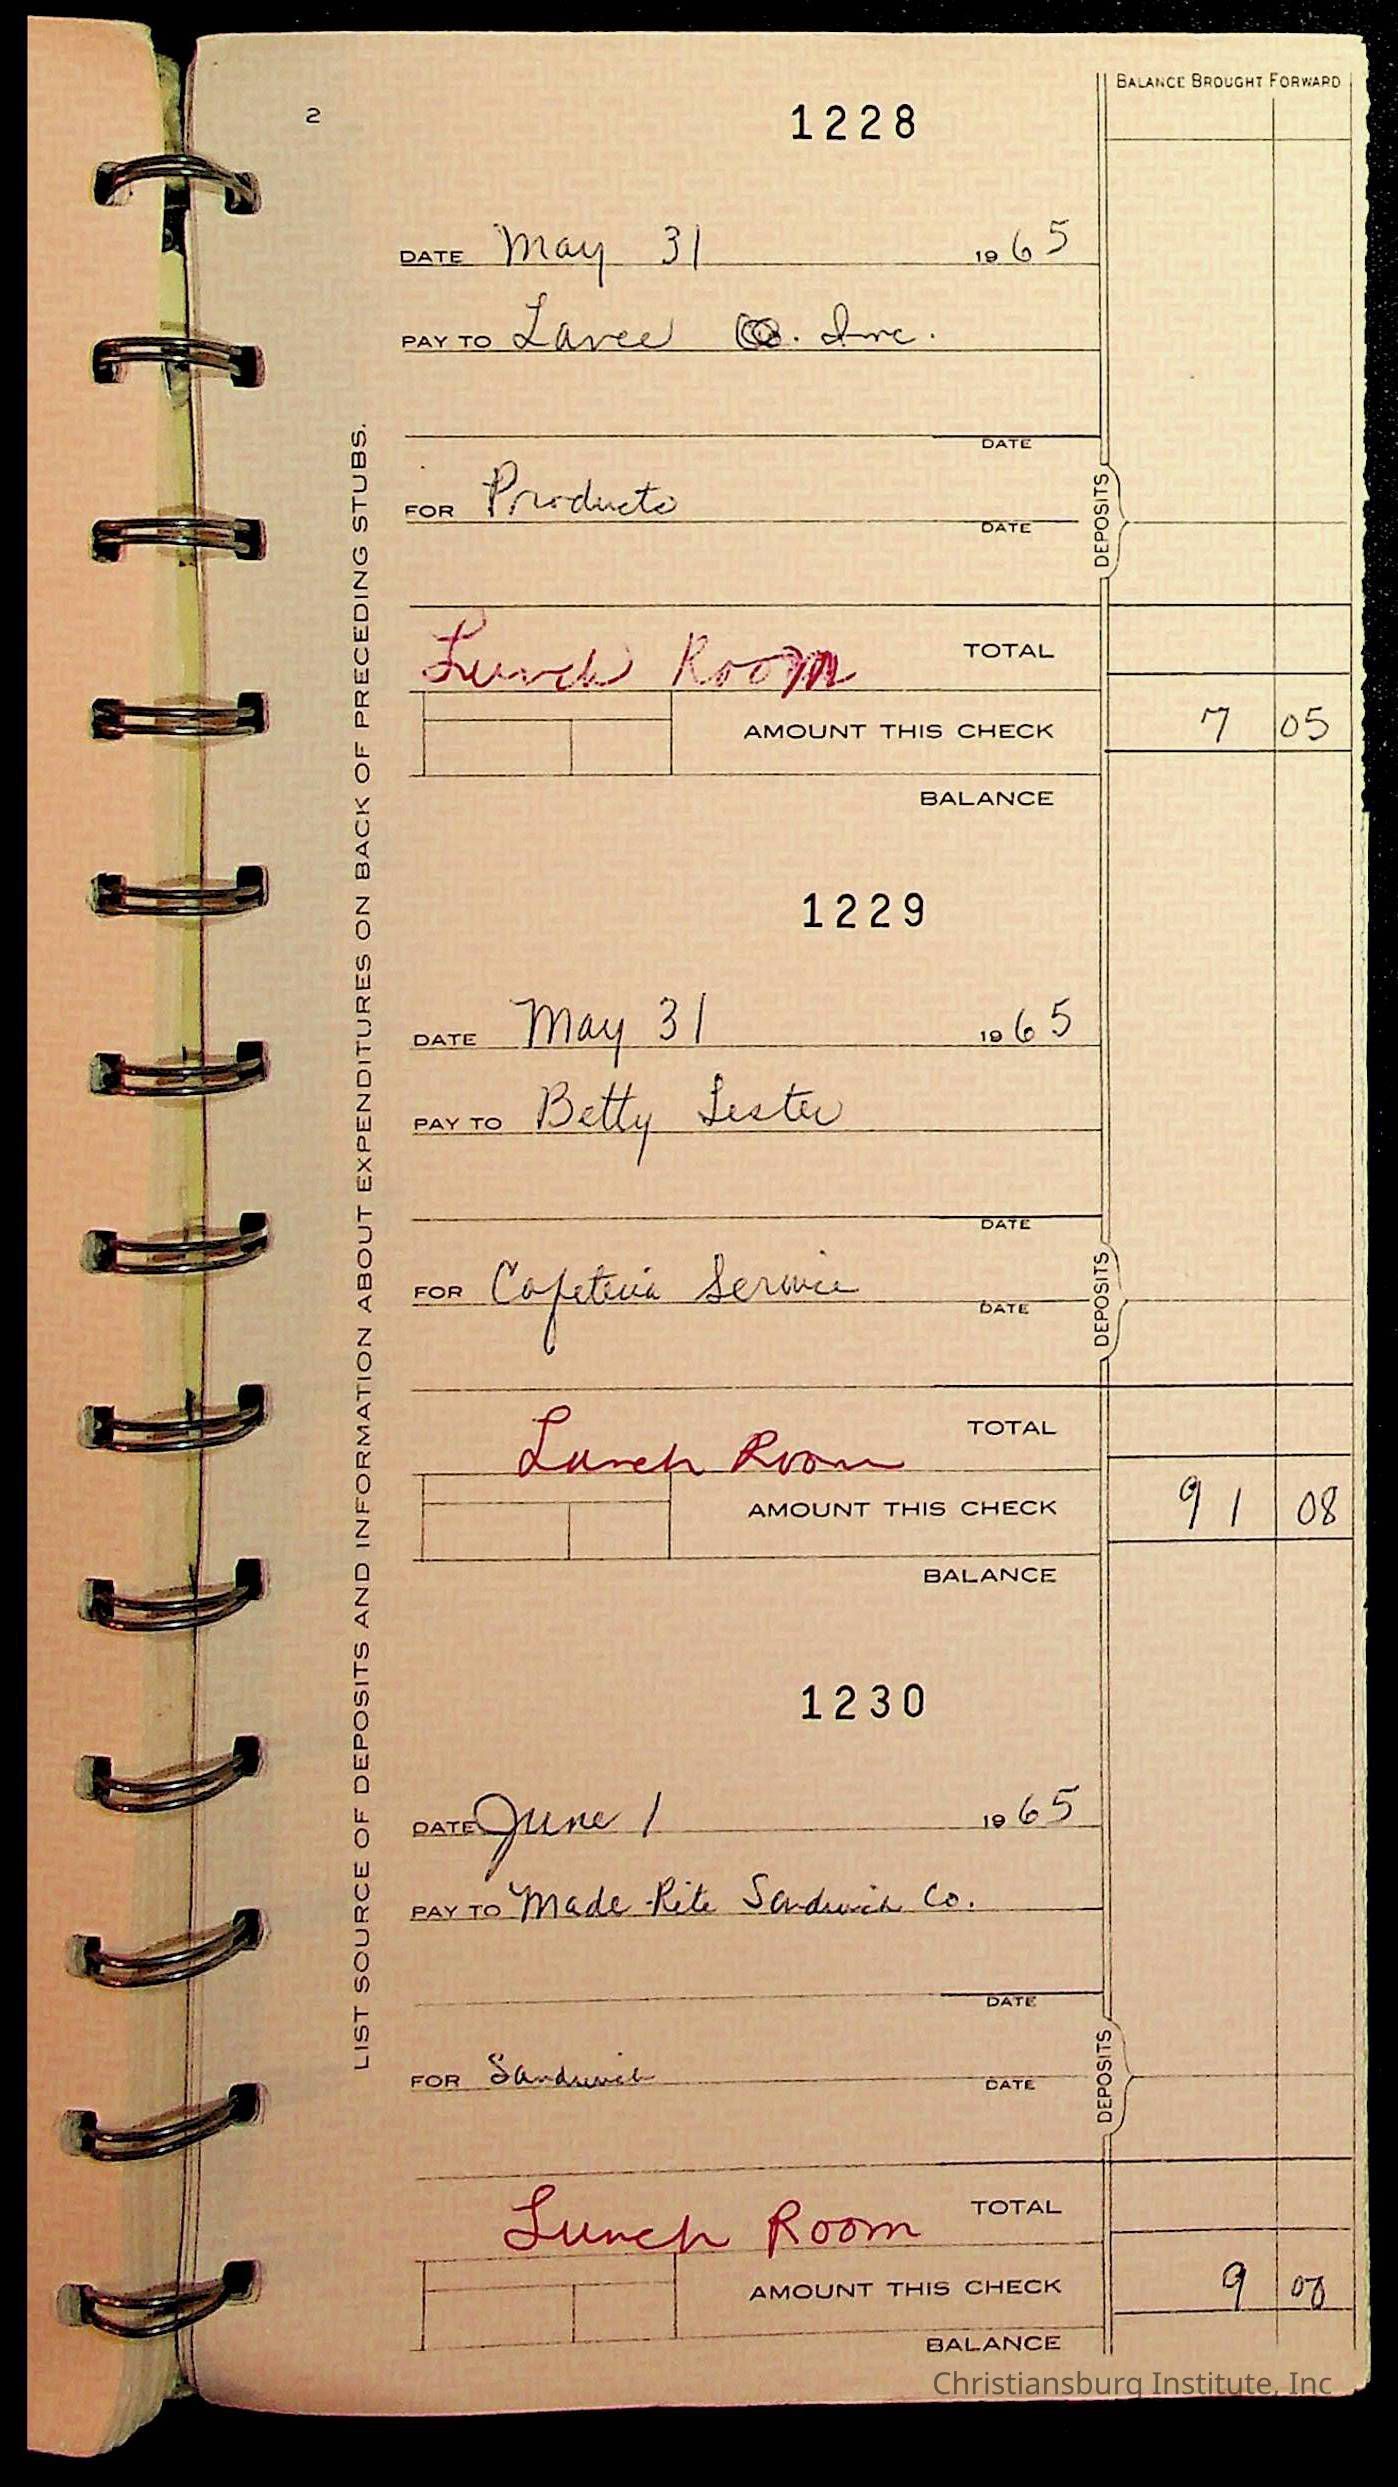 2
BALANCE BROUGHT FORWARD
LIST SOURCE OF DEPOSITS AND INFORMATION ABOUT EXPENDITURES ON BACK OF PRECEDING STUBS.
1228
DATE May 31 1965
PAY TO Lance Co. Inc.
DATE
FOR Products
DATE
DEPOSITS
Lunch Room TOTAL
AMOUNT THIS CHECK 7 05
BALANCE
1229
DATE May 31 1965
PAY TO Betty Lester
DATE
FOR Cafeteria Service
DATE
DEPOSITS
Lunch Room TOTAL
AMOUNT THIS CHECK 91 08
BALANCE
1230
DATE June 1 1965
PAY TO Made-Rite Sandwich Co.
DATE
FOR Sandwich
DATE
DEPOSITS
Lunch Room TOTAL
AMOUNT THIS CHECK 9 00
BALANCE
Christiansburg Institute, Inc